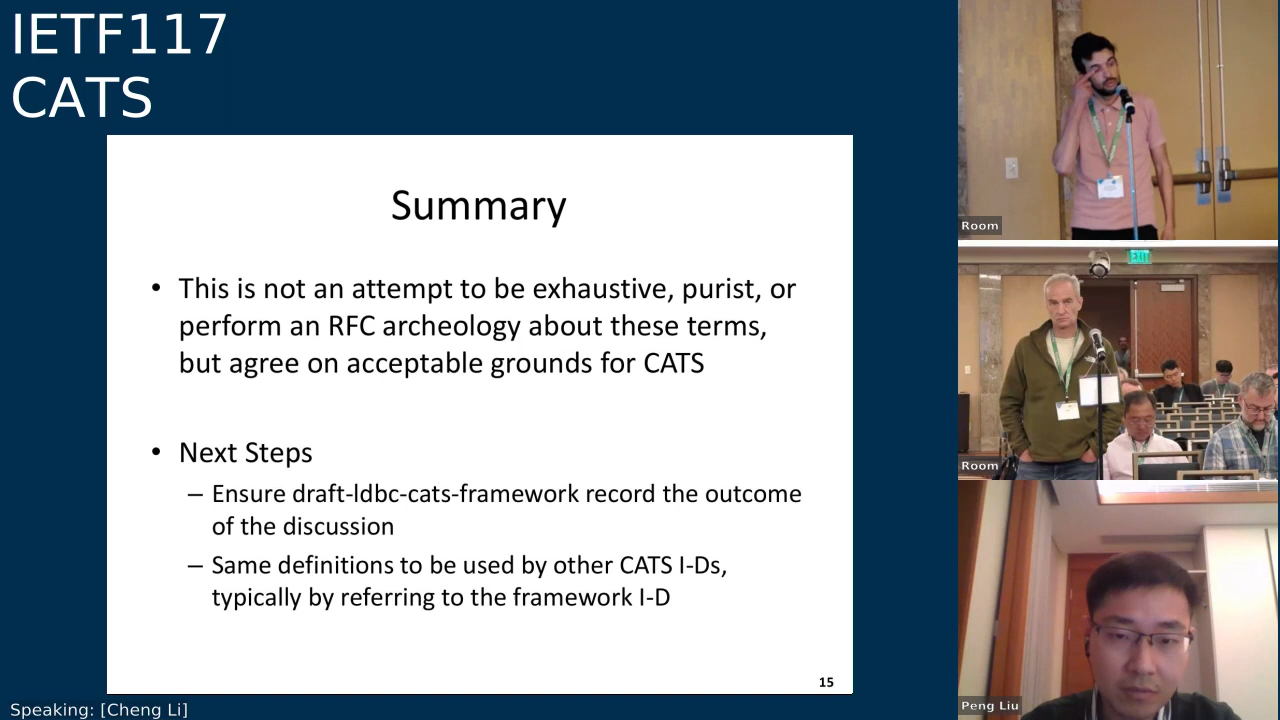 IETF117
CATS
Summary
• This is not an attempt to be exhaustive, purist, or
perform an RFC archeology about these terms,
but agree on acceptable grounds for CATS
• Next Steps
– Ensure draft-ldbc-cats-framework record the outcome
of the discussion
– Same definitions to be used by other CATS I-Ds,
typically by referring to the framework I-D
15
Speaking: [Cheng Li]
Room
EXIT
Room
Peng Liu